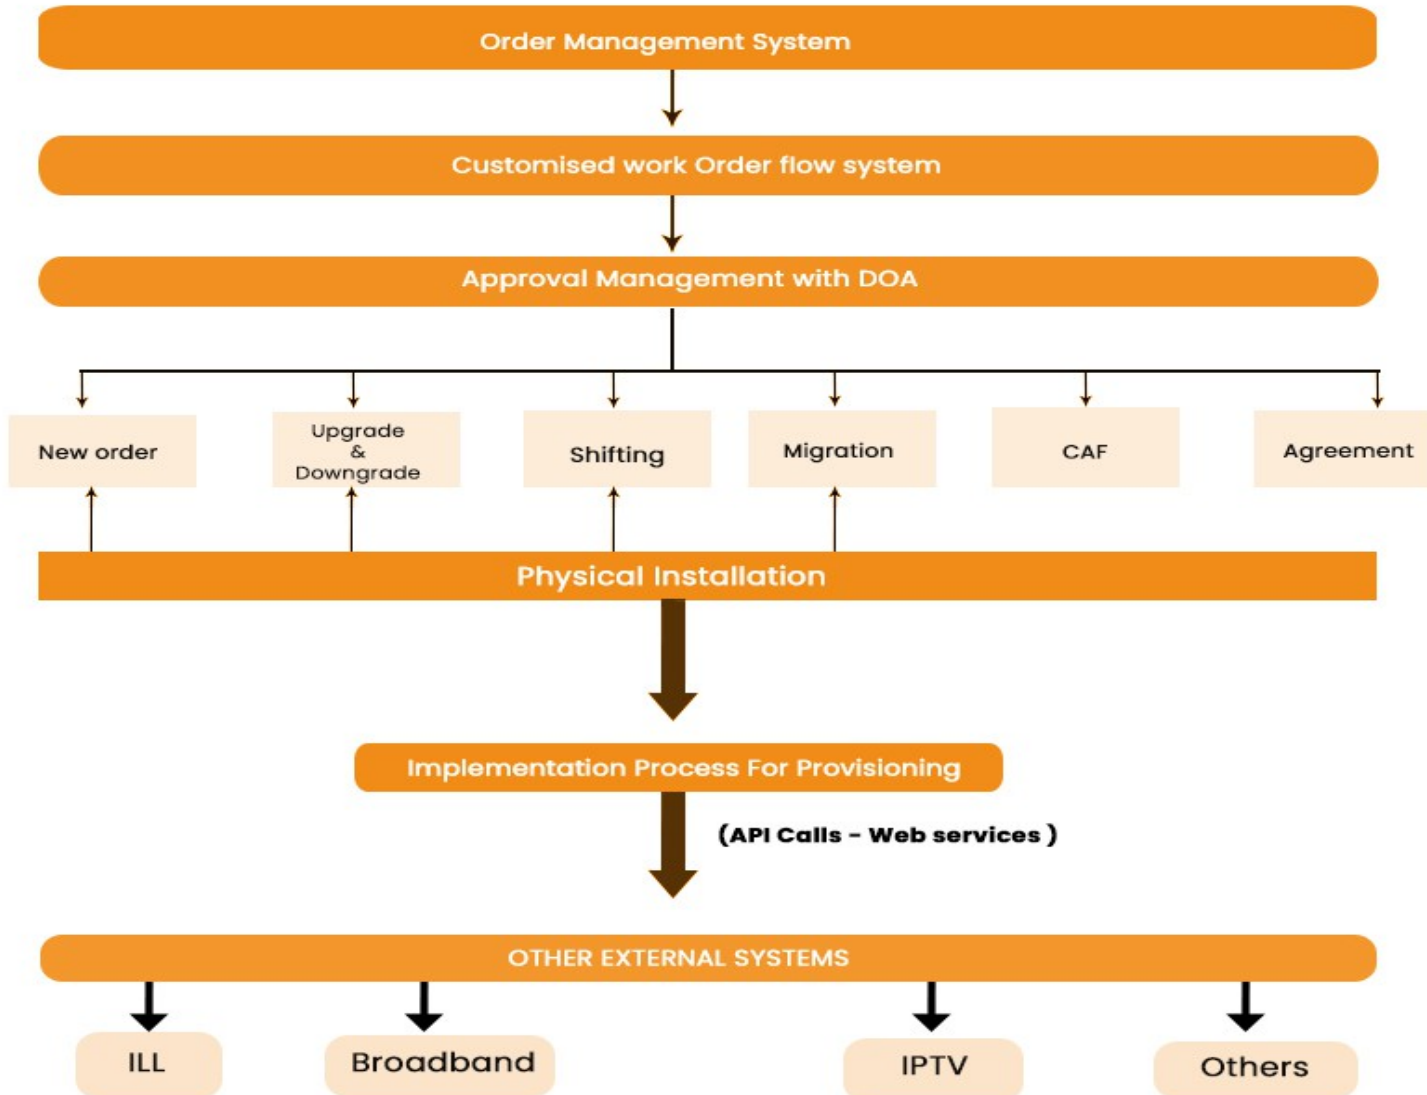 Order Management System
Customised work Order flow system
Approval Management with DOA
New order
Upgrade
&
Downgrade
Shifting
Migration
CAF
Agreement
Physical Installation
Implementation Process For Provisioning
(API Calls - Web services )
OTHER EXTERNAL SYSTEMS
ILL
Broadband
IPTV
Others